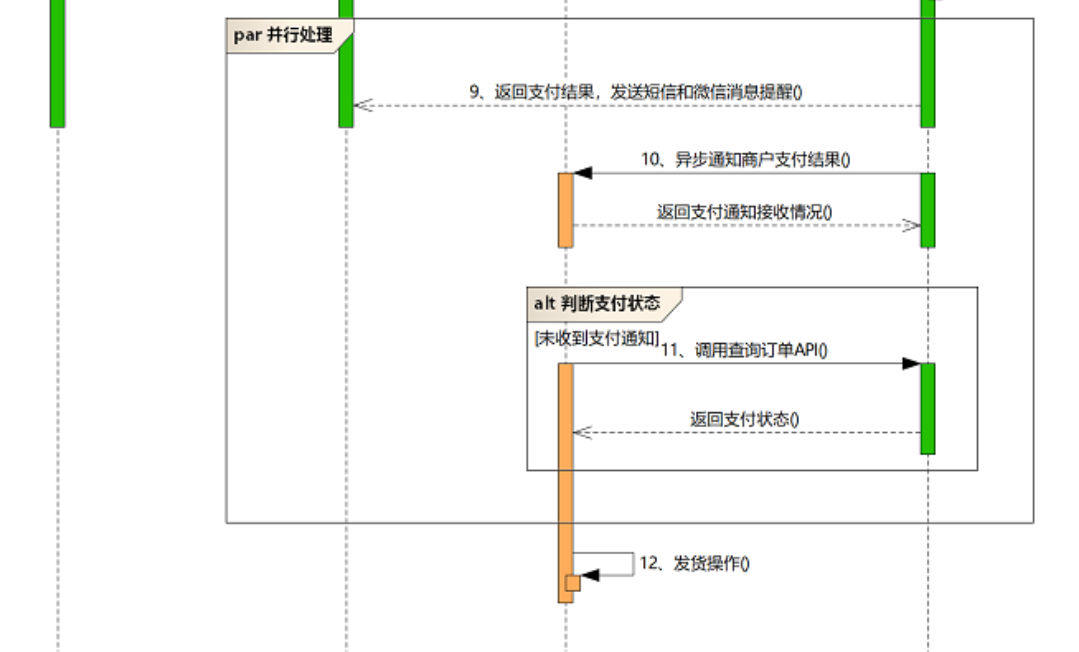 par 并行处理
9、返回支付结果，发送短信和微信消息提醒()
10、异步通知商户支付结果()
返回支付通知接收情况()
alt 判断支付状态
[未收到支付通知]
11、调用查询订单API()
返回支付状态()
12、发货操作()